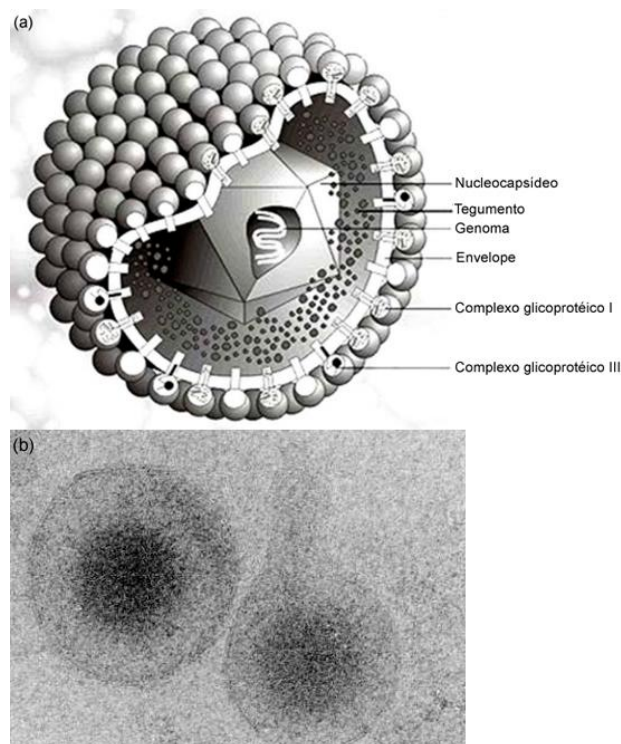 (a)
Nucleocapsídeo
Tegumento
Genoma
Envelope
Complexo glicoprotéico I
Complexo glicoprotéico III
(b)